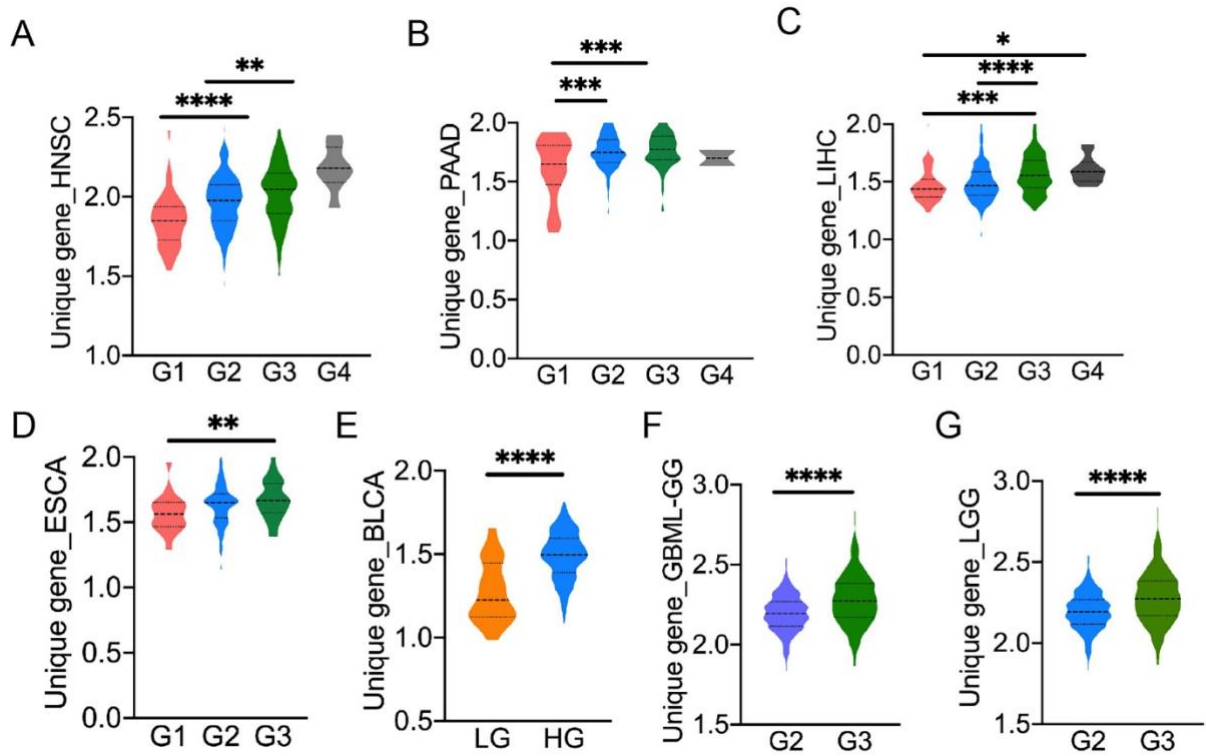 A
Unique gene_HNSC
2.5
2.0
1.5
1.0
****
**
G1 G2 G3 G4
B
Unique gene_PAAD
2.0
1.5
1.0
0.5
0.0
***
***
G1 G2 G3 G4
C
Unique gene_LIHC
2.0
1.5
1.0
0.5
0.0
*
****
***
G1 G2 G3 G4
D
Unique gene_ESCA
2.0
1.5
1.0
0.5
0.0
**
G1 G2 G3
E
Unique gene_BLCA
2.0
1.5
1.0
0.5
****
LG HG
F
Unique gene_GBML-GG
3.0
2.5
2.0
1.5
****
G2 G3
G
Unique gene_LGG
3.0
2.5
2.0
1.5
****
G2 G3